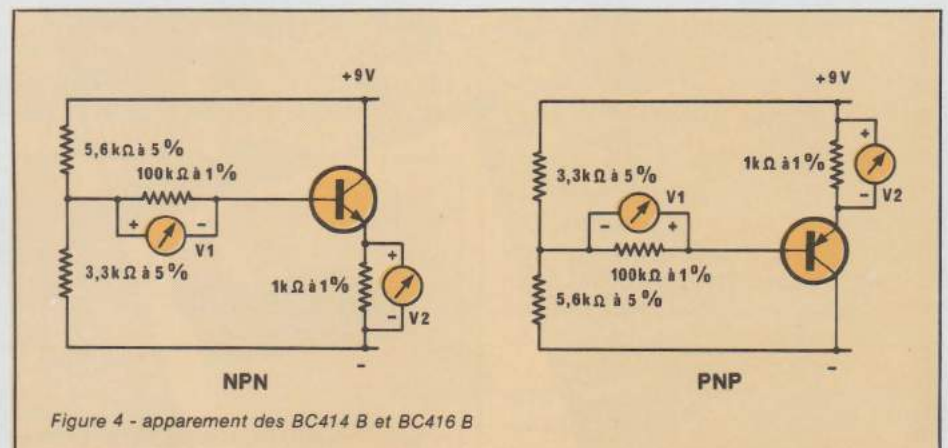 +9V
5,6kΩ à 5%
100kΩ à 1%
+
-
V1
3,3kΩ à 5%
+
1kΩ à 1%
-
V2
-
NPN
+9V
+
1kΩ à 1%
-
V2
3,3kΩ à 5%
V1
-
+
100kΩ à 1%
5,6kΩ à 5%
-
PNP
Figure 4 - apparement des BC414 B et BC416 B